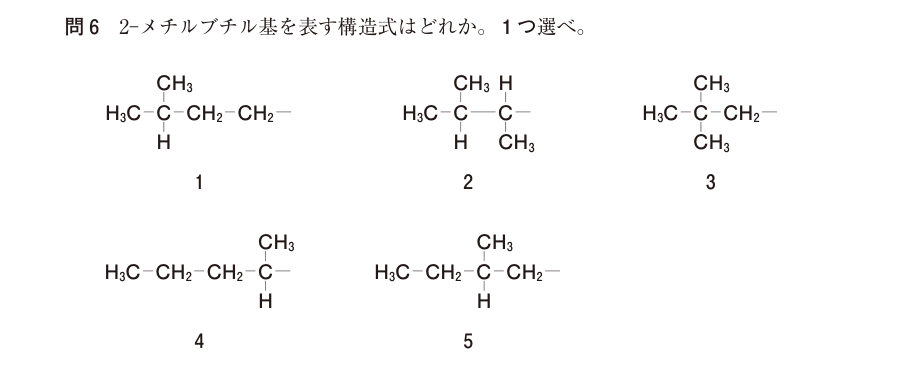 問6 2-メチルブチル基を表す構造式はどれか。1つ選べ。
CH₃
H₃C-C-CH₂-CH₂-
H
1
CH₃ H
H₃C-C-C-
H CH₃
2
CH₃
H₃C-C-CH₂-
CH₃
3
CH₃
H₃C-CH₂-CH₂-C-
H
4
CH₃
H₃C-CH₂-C-CH₂-
H
5